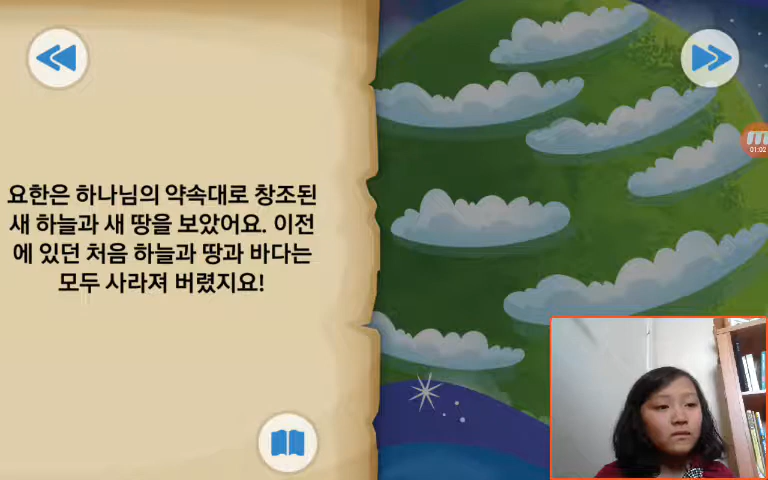 요한은 하나님의 약속대로 창조된
새 하늘과 새 땅을 보았어요. 이전
에 있던 처음 하늘과 땅과 바다는
모두 사라져 버렸지요!
01:02